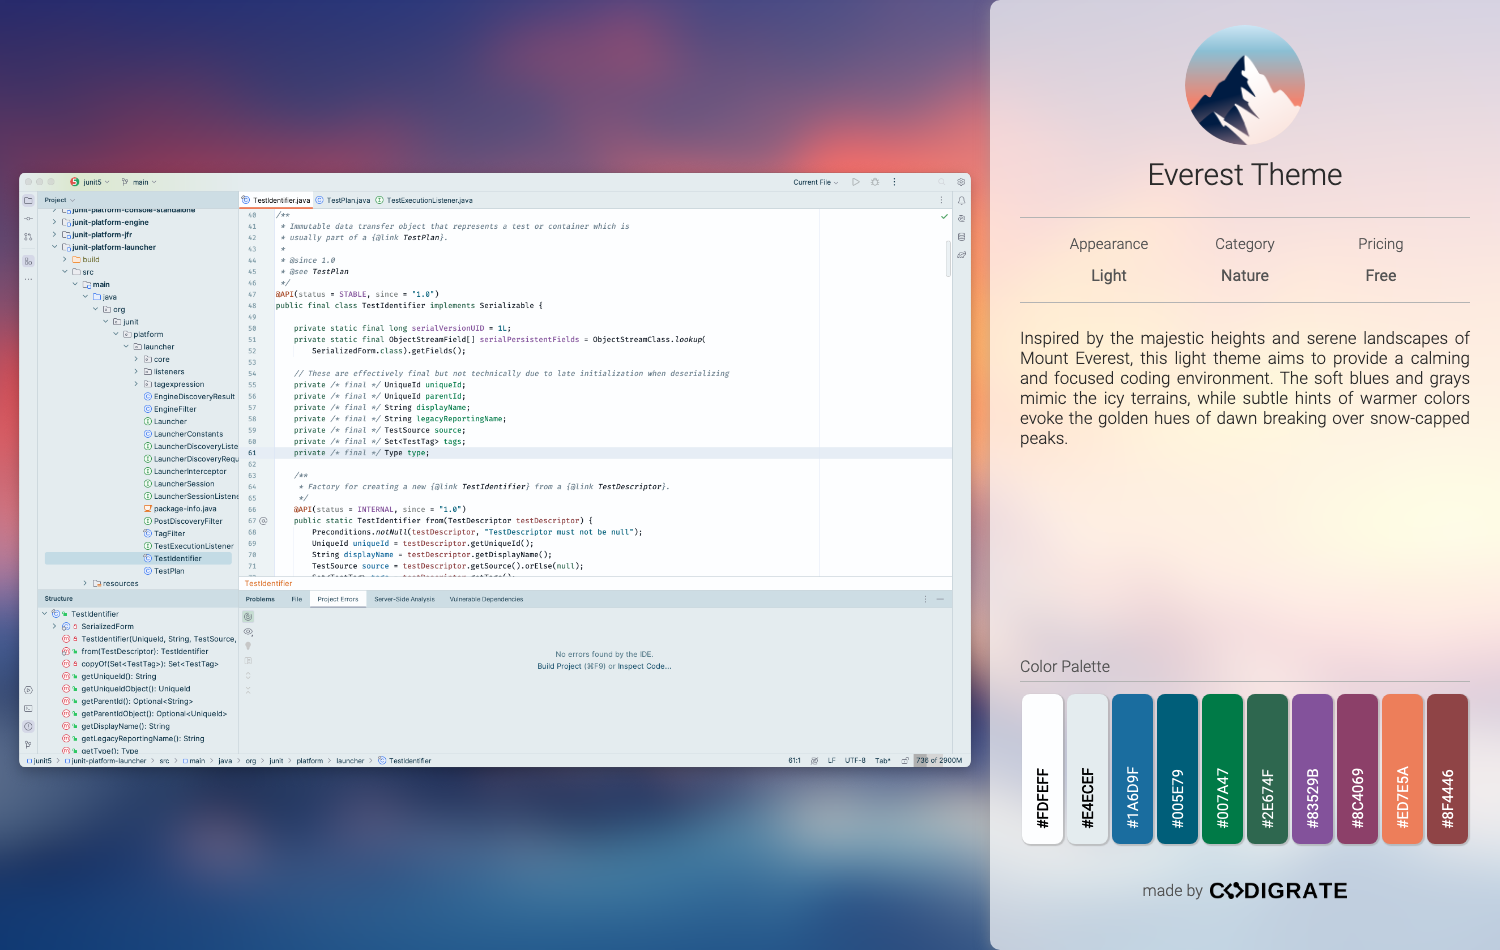 junit5
main
Current File
Project
junit-platform-console-standalone
junit-platform-engine
junit-platform-jfr
junit-platform-launcher
build
src
main
java
org
junit
platform
launcher
core
listeners
tagexpression
EngineDiscoveryResult
EngineFilter
Launcher
LauncherConstants
LauncherDiscoveryListe
LauncherDiscoveryRequ
LauncherInterceptor
LauncherSession
LauncherSessionListene
package-info.java
PostDiscoveryFilter
TagFilter
TestExecutionListener
TestIdentifier
TestPlan
resources
TestIdentifier.java TestPlan.java TestExecutionListener.java
40 /**
41 * Immutable data transfer object that represents a test or container which is
42 * usually part of a {@link TestPlan}.
43 *
44 * @since 1.0
45 * @see TestPlan
46 */
47 @API(status = STABLE, since = "1.0")
48 public final class TestIdentifier implements Serializable {
49
50 private static final long serialVersionUID = 1L;
51 private static final ObjectStreamField[] serialPersistentFields = ObjectStreamClass.lookup(
52 SerializedForm.class).getFields();
53
54 // These are effectively final but not technically due to late initialization when deserializing
55 private /* final */ UniqueId uniqueId;
56 private /* final */ UniqueId parentId;
57 private /* final */ String displayName;
58 private /* final */ String legacyReportingName;
59 private /* final */ TestSource source;
60 private /* final */ Set<TestTag> tags;
61 private /* final */ Type type;
62
63 /**
64 * Factory for creating a new {@link TestIdentifier} from a {@link TestDescriptor}.
65 */
66 @API(status = INTERNAL, since = "1.0")
67 public static TestIdentifier from(TestDescriptor testDescriptor) {
68 Preconditions.notNull(testDescriptor, "TestDescriptor must not be null");
69 UniqueId uniqueId = testDescriptor.getUniqueId();
70 String displayName = testDescriptor.getDisplayName();
71 TestSource source = testDescriptor.getSource().orElse(null);
TestIdentifier
Structure
TestIdentifier
SerializedForm
TestIdentifier(UniqueId, String, TestSource,
from(TestDescriptor): TestIdentifier
copyOf(Set<TestTag>): Set<TestTag>
getUniqueId(): String
getUniqueIdObject(): UniqueId
getParentId(): Optional<String>
getParentIdObject(): Optional<UniqueId>
getDisplayName(): String
getLegacyReportingName(): String
getType(): Type
Problems File Project Errors Server-Side Analysis Vulnerable Dependencies
No errors found by the IDE.
Build Project (⌘F9) or Inspect Code...
junit5 > junit-platform-launcher > src > main > java > org > junit > platform > launcher > TestIdentifier
61:1 LF UTF-8 Tab* 736 of 2900M
Everest Theme
Appearance Category Pricing
Light Nature Free
Inspired by the majestic heights and serene landscapes of
Mount Everest, this light theme aims to provide a calming
and focused coding environment. The soft blues and grays
mimic the icy terrains, while subtle hints of warmer colors
evoke the golden hues of dawn breaking over snow-capped
peaks.
Color Palette
#FDFEFF
#E4ECEF
#1A6D9F
#005E79
#007A47
#2E674F
#83529B
#8C4069
#ED7E5A
#8F4446
made by CODIGRATE